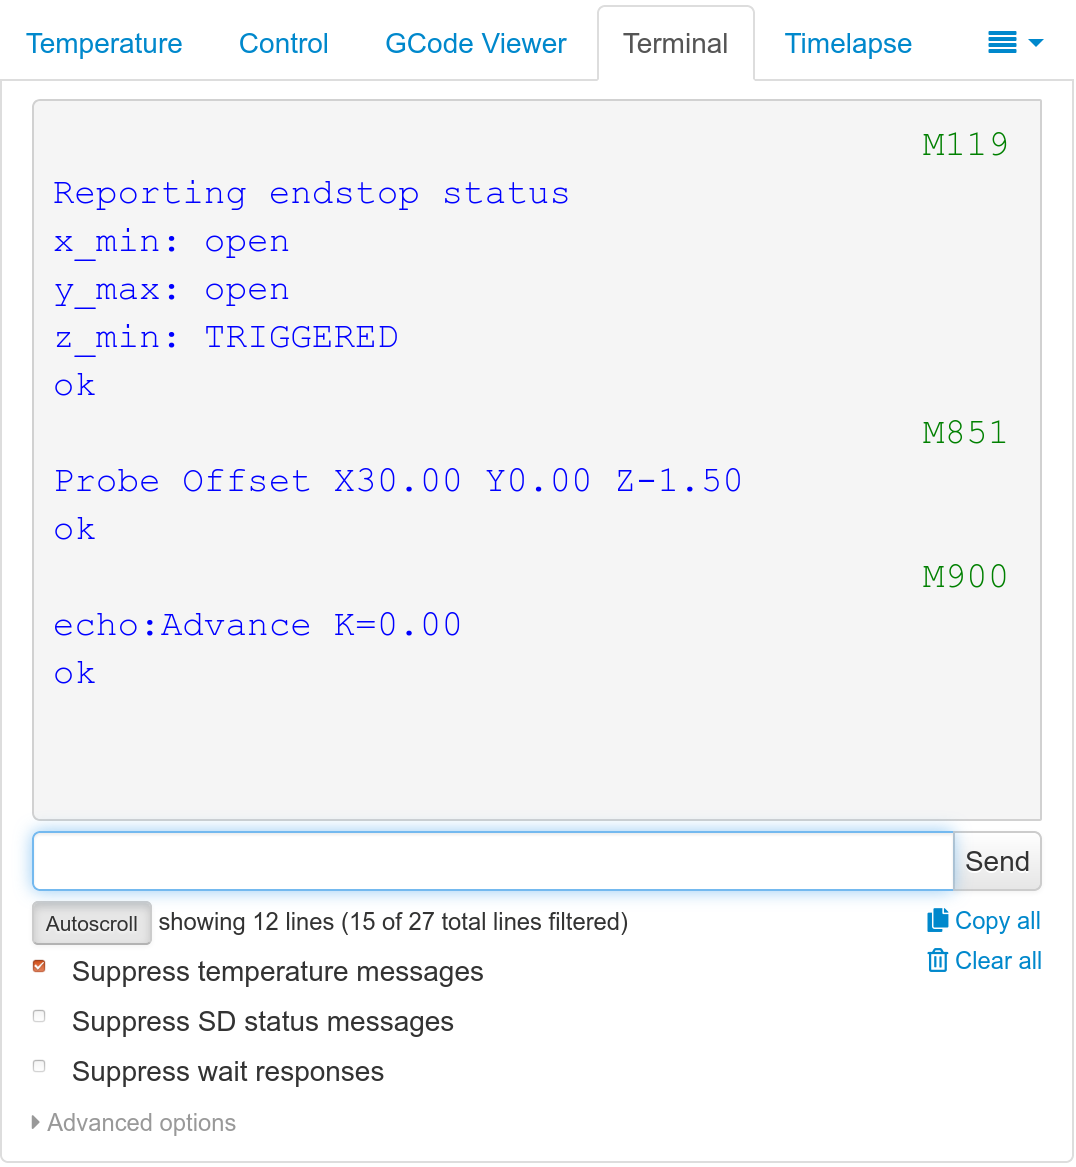 Temperature Control GCode Viewer Terminal Timelapse
M119
Reporting endstop status
x_min: open
y_max: open
z_min: TRIGGERED
ok
M851
Probe Offset X30.00 Y0.00 Z-1.50
ok
M900
echo:Advance K=0.00
ok
Send
Autoscroll showing 12 lines (15 of 27 total lines filtered) Copy all
Clear all
Suppress temperature messages
Suppress SD status messages
Suppress wait responses
Advanced options